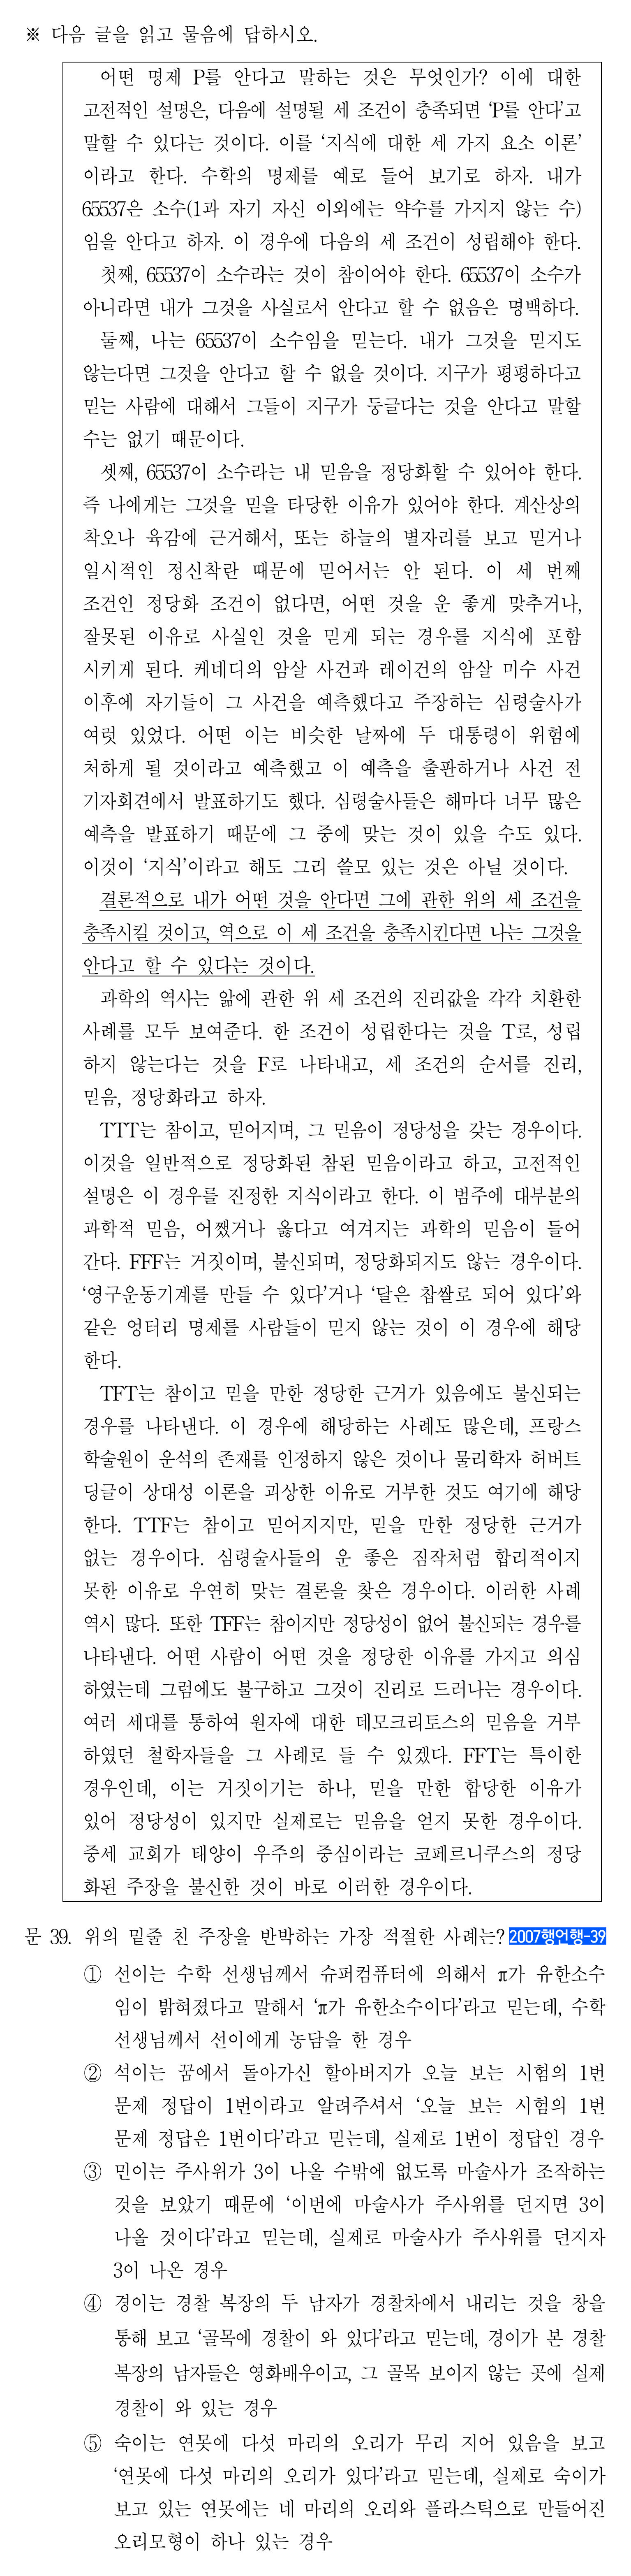 ※ 다음 글을 읽고 물음에 답하시오.
어떤 명제 P를 안다고 말하는 것은 무엇인가? 이에 대한
고전적인 설명은, 다음에 설명될 세 조건이 충족되면 ‘P를 안다’고
말할 수 있다는 것이다. 이를 ‘지식에 대한 세 가지 요소 이론’
이라고 한다. 수학의 명제를 예로 들어 보기로 하자. 내가
65537은 소수(1과 자기 자신 이외에는 약수를 가지지 않는 수)
임을 안다고 하자. 이 경우에 다음의 세 조건이 성립해야 한다.
첫째, 65537이 소수라는 것이 참이어야 한다. 65537이 소수가
아니라면 내가 그것을 사실로서 안다고 할 수 없음은 명백하다.
둘째, 나는 65537이 소수임을 믿는다. 내가 그것을 믿지도
않는다면 그것을 안다고 할 수 없을 것이다. 지구가 평평하다고
믿는 사람에 대해서 그들이 지구가 둥글다는 것을 안다고 말할
수는 없기 때문이다.
셋째, 65537이 소수라는 내 믿음을 정당화할 수 있어야 한다.
즉 나에게는 그것을 믿을 타당한 이유가 있어야 한다. 계산상의
착오나 육감에 근거해서, 또는 하늘의 별자리를 보고 믿거나
일시적인 정신착란 때문에 믿어서는 안 된다. 이 세 번째
조건인 정당화 조건이 없다면, 어떤 것을 운 좋게 맞추거나,
잘못된 이유로 사실인 것을 믿게 되는 경우를 지식에 포함
시키게 된다. 케네디의 암살 사건과 레이건의 암살 미수 사건
이후에 자기들이 그 사건을 예측했다고 주장하는 심령술사가
여럿 있었다. 어떤 이는 비슷한 날짜에 두 대통령이 위험에
처하게 될 것이라고 예측했고 이 예측을 출판하거나 사건 전
기자회견에서 발표하기도 했다. 심령술사들은 해마다 너무 많은
예측을 발표하기 때문에 그 중에 맞는 것이 있을 수도 있다.
이것이 ‘지식’이라고 해도 그리 쓸모 있는 것은 아닐 것이다.
결론적으로 내가 어떤 것을 안다면 그에 관한 위의 세 조건을
충족시킬 것이고, 역으로 이 세 조건을 충족시킨다면 나는 그것을
안다고 할 수 있다는 것이다.
과학의 역사는 앎에 관한 위 세 조건의 진리값을 각각 치환한
사례를 모두 보여준다. 한 조건이 성립한다는 것을 T로, 성립
하지 않는다는 것을 F로 나타내고, 세 조건의 순서를 진리,
믿음, 정당화라고 하자.
TTT는 참이고, 믿어지며, 그 믿음이 정당성을 갖는 경우이다.
이것을 일반적으로 정당화된 참된 믿음이라고 하고, 고전적인
설명은 이 경우를 진정한 지식이라고 한다. 이 범주에 대부분의
과학적 믿음, 어쨌거나 옳다고 여겨지는 과학의 믿음이 들어
간다. FFF는 거짓이며, 불신되며, 정당화되지도 않는 경우이다.
‘영구운동기계를 만들 수 있다’거나 ‘달은 찹쌀로 되어 있다’와
같은 엉터리 명제를 사람들이 믿지 않는 것이 이 경우에 해당
한다.
TFT는 참이고 믿을 만한 정당한 근거가 있음에도 불신되는
경우를 나타낸다. 이 경우에 해당하는 사례도 많은데, 프랑스
학술원이 운석의 존재를 인정하지 않은 것이나 물리학자 허버트
딩글이 상대성 이론을 괴상한 이유로 거부한 것도 여기에 해당
한다. TTF는 참이고 믿어지지만, 믿을 만한 정당한 근거가
없는 경우이다. 심령술사들의 운 좋은 짐작처럼 합리적이지
못한 이유로 우연히 맞는 결론을 찾은 경우이다. 이러한 사례
역시 많다. 또한 TFF는 참이지만 정당성이 없어 불신되는 경우를
나타낸다. 어떤 사람이 어떤 것을 정당한 이유를 가지고 의심
하였는데 그럼에도 불구하고 그것이 진리로 드러나는 경우이다.
여러 세대를 통하여 원자에 대한 데모크리토스의 믿음을 거부
하였던 철학자들을 그 사례로 들 수 있겠다. FFT는 특이한
경우인데, 이는 거짓이기는 하나, 믿을 만한 합당한 이유가
있어 정당성이 있지만 실제로는 믿음을 얻지 못한 경우이다.
중세 교회가 태양이 우주의 중심이라는 코페르니쿠스의 정당
화된 주장을 불신한 것이 바로 이러한 경우이다.
문 39. 위의 밑줄 친 주장을 반박하는 가장 적절한 사례는? 2007행언행-39
① 선이는 수학 선생님께서 슈퍼컴퓨터에 의해서 π가 유한소수
임이 밝혀졌다고 말해서 ‘π가 유한소수이다’라고 믿는데, 수학
선생님께서 선이에게 농담을 한 경우
② 석이는 꿈에서 돌아가신 할아버지가 오늘 보는 시험의 1번
문제 정답이 1번이라고 알려주셔서 ‘오늘 보는 시험의 1번
문제 정답은 1번이다’라고 믿는데, 실제로 1번이 정답인 경우
③ 민이는 주사위가 3이 나올 수밖에 없도록 마술사가 조작하는
것을 보았기 때문에 ‘이번에 마술사가 주사위를 던지면 3이
나올 것이다’라고 믿는데, 실제로 마술사가 주사위를 던지자
3이 나온 경우
④ 경이는 경찰 복장의 두 남자가 경찰차에서 내리는 것을 창을
통해 보고 ‘골목에 경찰이 와 있다’라고 믿는데, 경이가 본 경찰
복장의 남자들은 영화배우이고, 그 골목 보이지 않는 곳에 실제
경찰이 와 있는 경우
⑤ 숙이는 연못에 다섯 마리의 오리가 무리 지어 있음을 보고
‘연못에 다섯 마리의 오리가 있다’라고 믿는데, 실제로 숙이가
보고 있는 연못에는 네 마리의 오리와 플라스틱으로 만들어진
오리모형이 하나 있는 경우